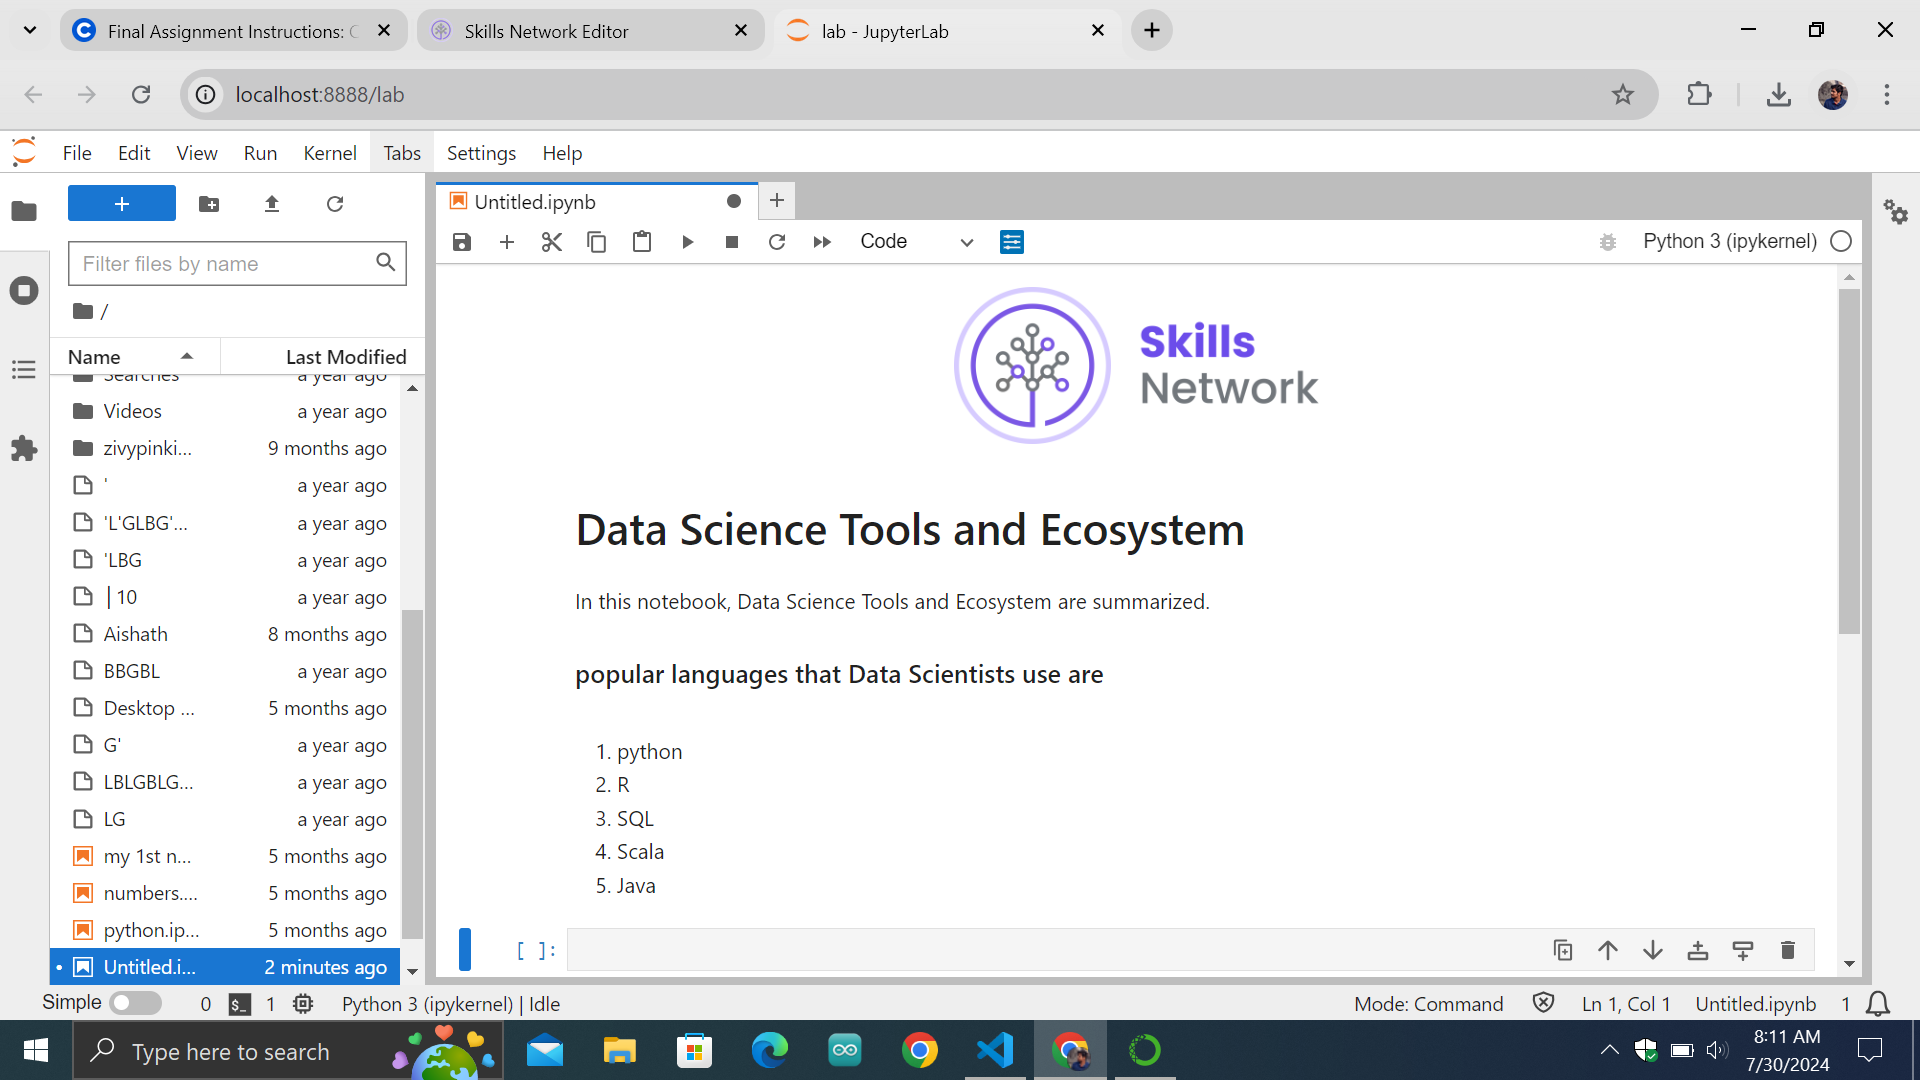 Final Assignment Instructions: C
Skills Network Editor
lab - JupyterLab
localhost:8888/lab
File Edit View Run Kernel Tabs Settings Help
Untitled.ipynb
Code
Python 3 (ipykernel)
Filter files by name
/
Name Last Modified
Searches a year ago
Videos a year ago
zivypinki... 9 months ago
' a year ago
'L'GLBG'... a year ago
'LBG a year ago
| 10 a year ago
Aishath 8 months ago
BBGBL a year ago
Desktop ... 5 months ago
G' a year ago
LBLGBLG... a year ago
LG a year ago
my 1st n... 5 months ago
numbers.... 5 months ago
python.ip... 5 months ago
Untitled.i... 2 minutes ago
Skills
Network
Data Science Tools and Ecosystem
In this notebook, Data Science Tools and Ecosystem are summarized.
popular languages that Data Scientists use are
1. python
2. R
3. SQL
4. Scala
5. Java
[ ]:
Simple 0 $_ 1 Python 3 (ipykernel) | Idle Mode: Command Ln 1, Col 1 Untitled.ipynb 1
Type here to search
8:11 AM
7/30/2024